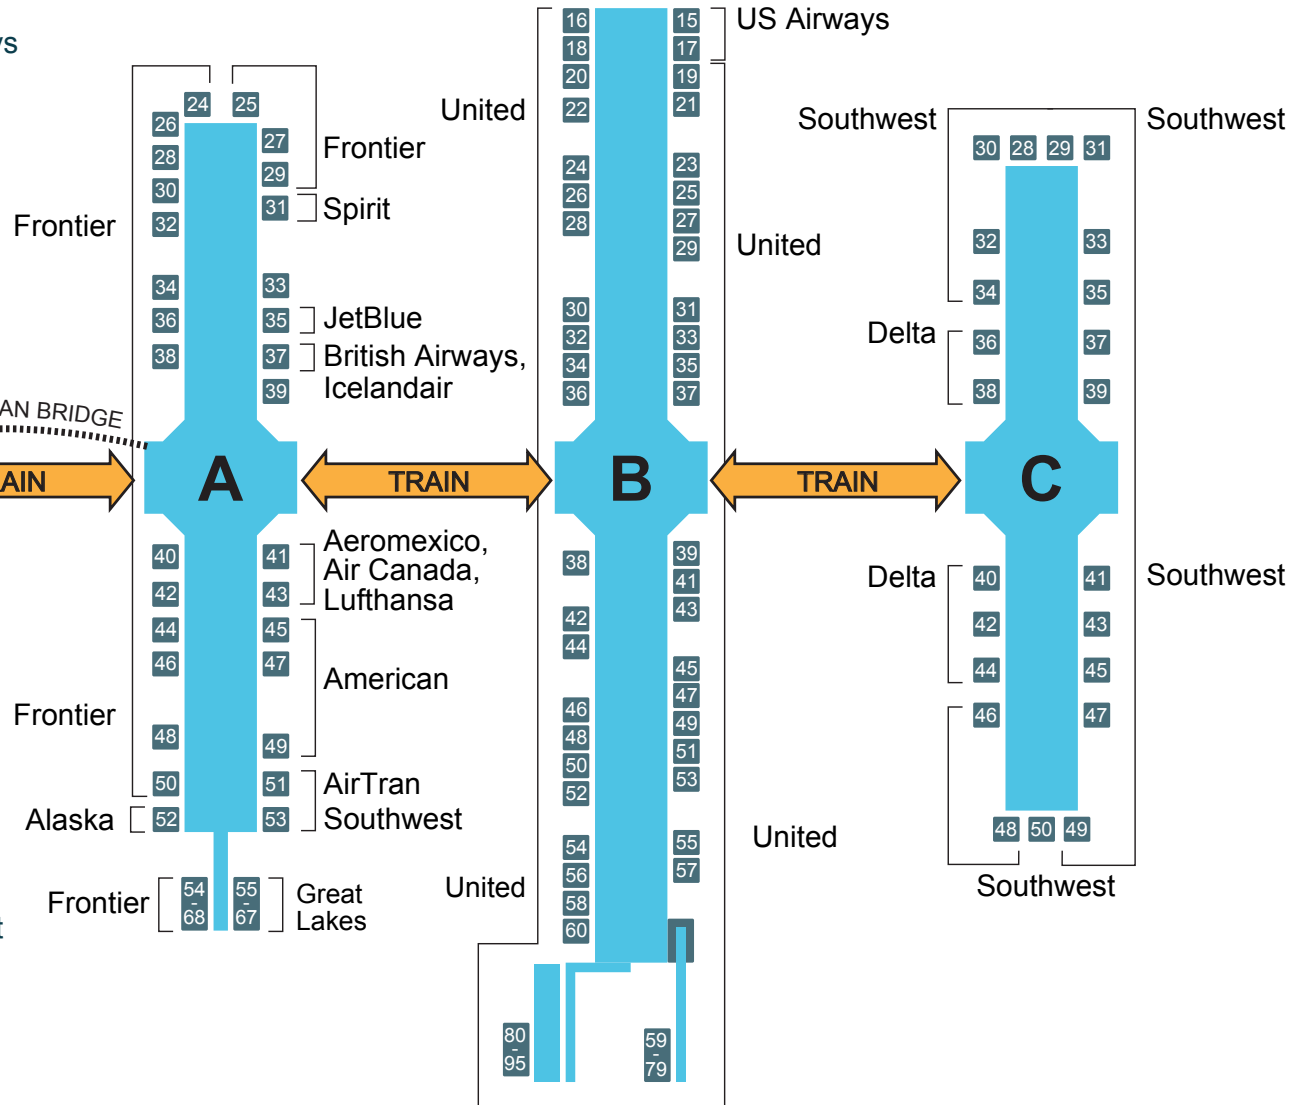 ys
24
25
26
27
28
29
30
31
32
Frontier
Spirit
Frontier
34
33
36
35
JetBlue
38
37
British Airways,
Icelandair
39
AN BRIDGE
AIN
A
TRAIN
40
41
Aeromexico,
Air Canada,
Lufthansa
42
43
44
45
46
47
American
Frontier
48
49
50
51
AirTran
Alaska
52
53
Southwest
Frontier
54
-
68
55
-
67
Great
Lakes
t
16
15
US Airways
18
17
20
19
22
21
United
24
23
26
25
28
27
29
United
30
31
32
33
34
35
36
37
B
TRAIN
38
39
41
42
43
44
45
46
47
48
49
50
51
52
53
54
55
56
57
58
60
United
United
80
-
95
59
-
79
Southwest
Southwest
30
28
29
31
32
33
34
35
Delta
36
37
38
39
C
Delta
40
41
Southwest
42
43
44
45
46
47
48
50
49
Southwest